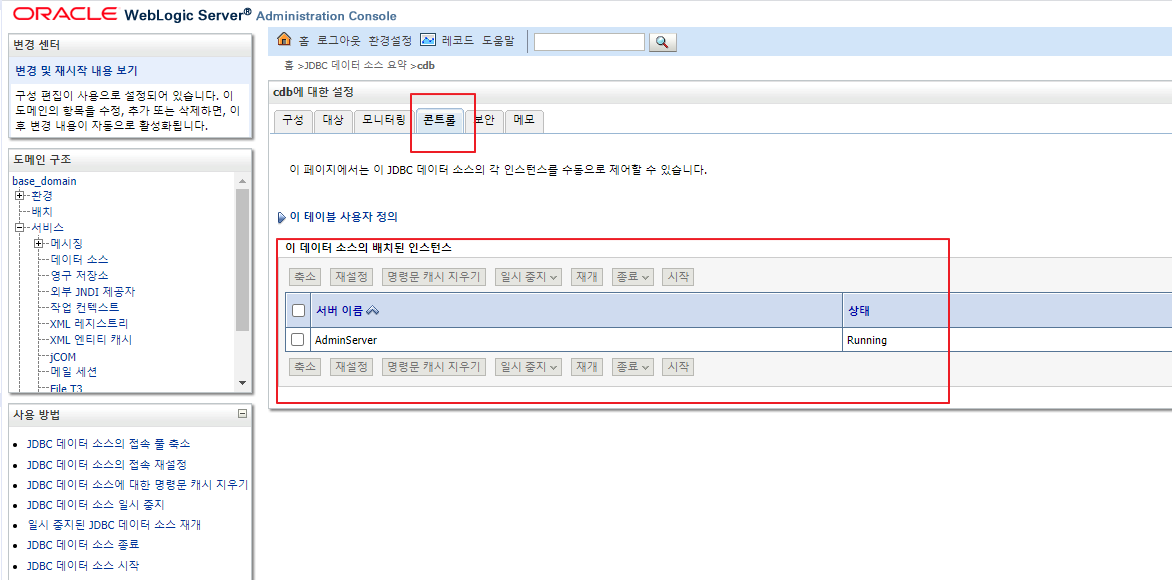 ORACLE WebLogic Server® Administration Console
변경 센터
변경 및 재시작 내용 보기
구성 편집이 사용으로 설정되어 있습니다. 이
도메인의 항목을 수정, 추가 또는 삭제하면, 이
후 변경 내용이 자동으로 활성화됩니다.
도메인 구조
base_domain
환경
배치
서비스
메시징
데이터 소스
영구 저장소
외부 JNDI 제공자
작업 컨텍스트
XML 레지스트리
XML 엔티티 캐시
jCOM
메일 세션
File T3
사용 방법
JDBC 데이터 소스의 접속 풀 축소
JDBC 데이터 소스의 접속 재설정
JDBC 데이터 소스에 대한 명령문 캐시 지우기
JDBC 데이터 소스 일시 중지
일시 중지된 JDBC 데이터 소스 재개
JDBC 데이터 소스 종료
JDBC 데이터 소스 시작
홈 로그아웃 환경설정 레코드 도움말
홈 >JDBC 데이터 소스 요약 >cdb
cdb에 대한 설정
구성 대상 모니터링 콘트롤 보안 메모
이 페이지에서는 이 JDBC 데이터 소스의 각 인스턴스를 수동으로 제어할 수 있습니다.
이 테이블 사용자 정의
이 데이터 소스의 배치된 인스턴스
축소 재설정 명령문 캐시 지우기 일시 중지 재개 종료 시작
서버 이름 상태
AdminServer Running
축소 재설정 명령문 캐시 지우기 일시 중지 재개 종료 시작